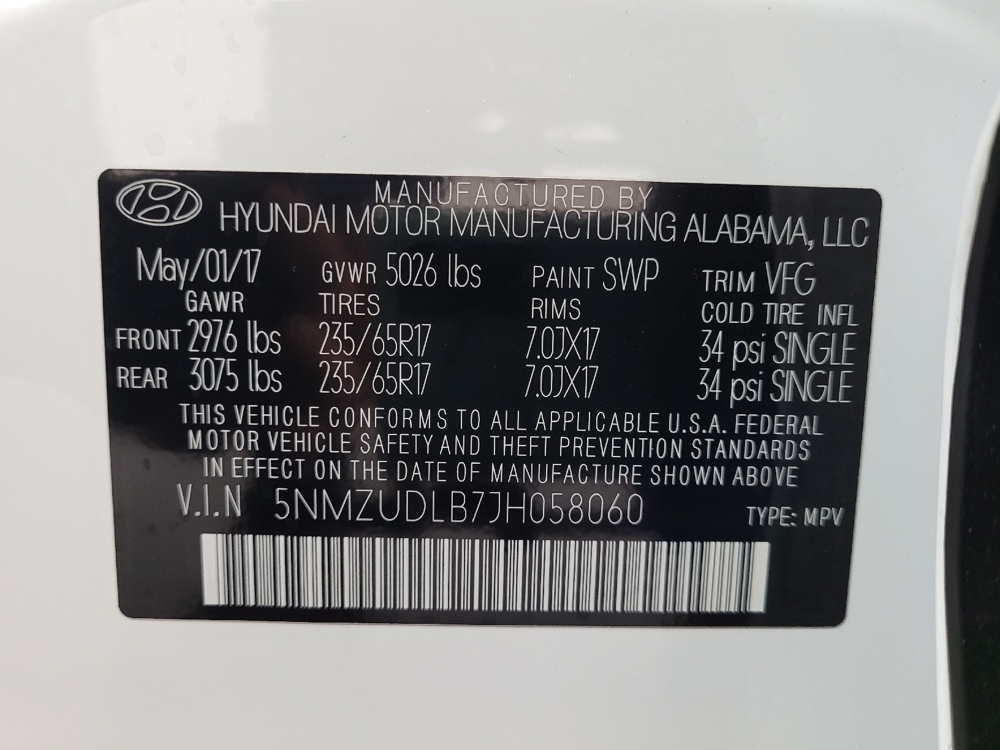 MANUFACTURED BY
HYUNDAI MOTOR MANUFACTURING ALABAMA, LLC
May/01/17 GVWR 5026 lbs PAINT SWP TRIM VFG
GAWR TIRES RIMS COLD TIRE INFL
FRONT 2976 lbs 235/65R17 7.0JX17 34 psi SINGLE
REAR 3075 lbs 235/65R17 7.0JX17 34 psi SINGLE
THIS VEHICLE CONFORMS TO ALL APPLICABLE U.S.A. FEDERAL
MOTOR VEHICLE SAFETY AND THEFT PREVENTION STANDARDS
IN EFFECT ON THE DATE OF MANUFACTURE SHOWN ABOVE
V.I.N 5NMZUDLB7JH058060 TYPE: MPV